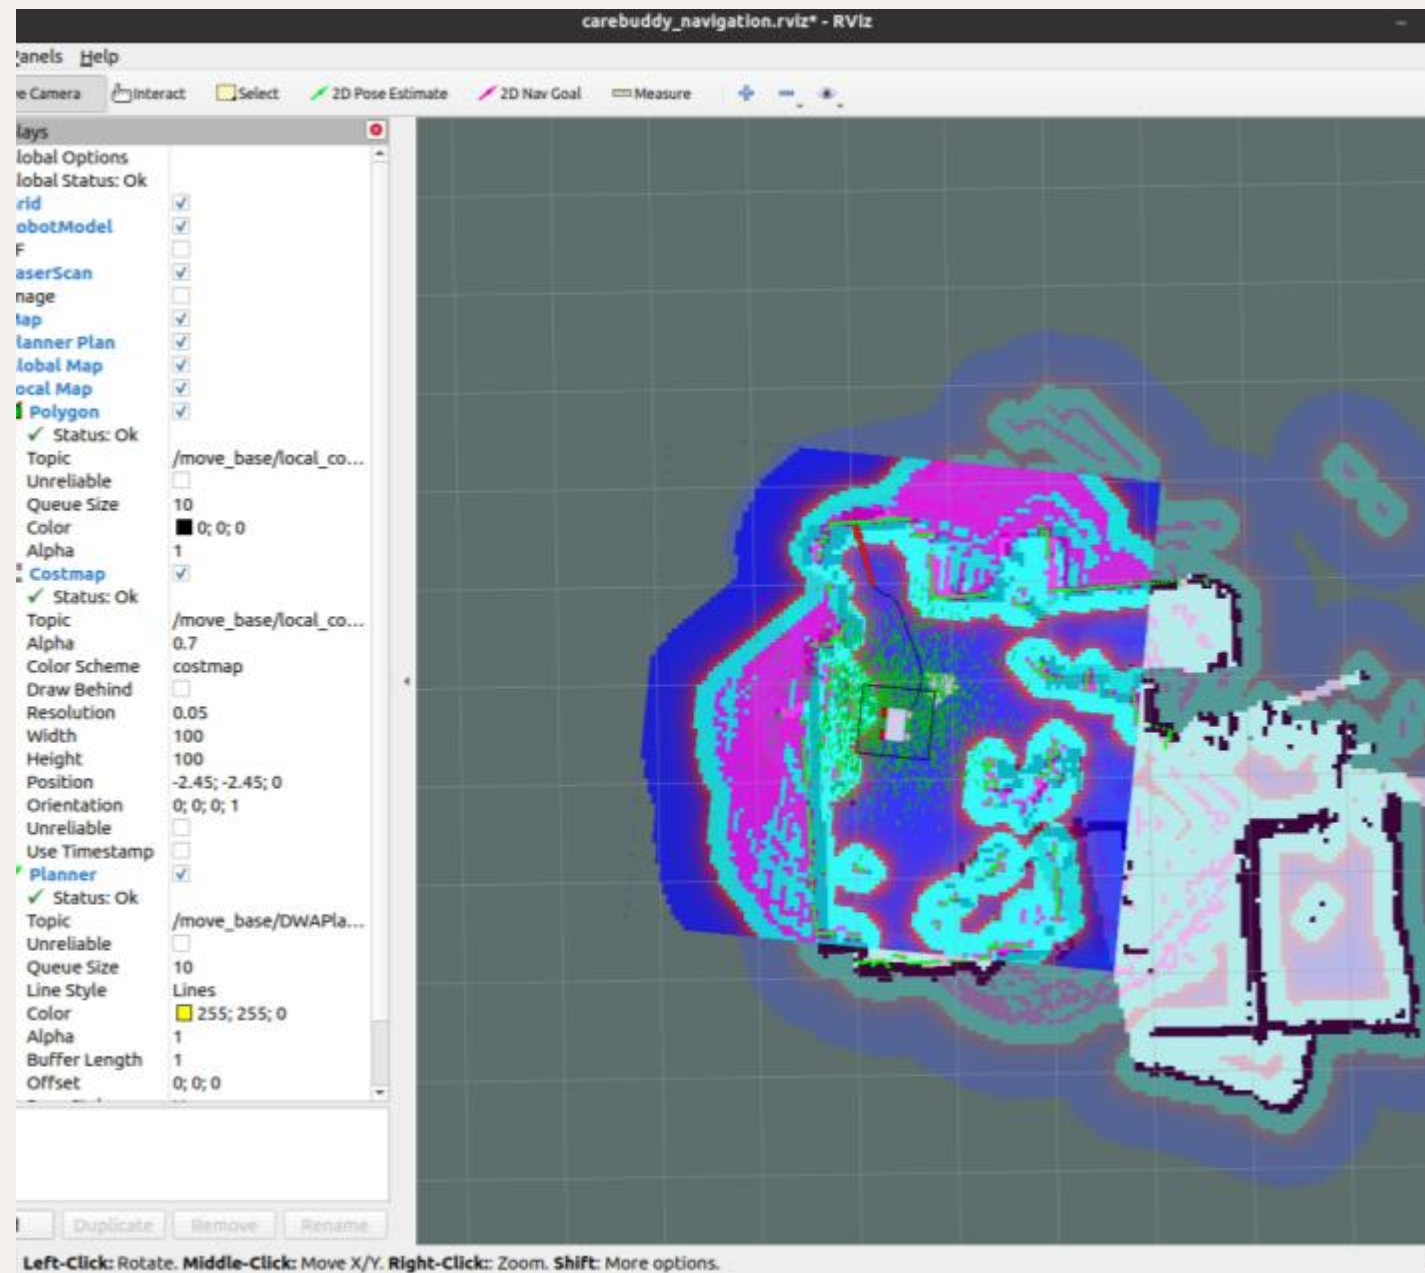 carebuddy_navigation.rviz* - RViz
Panels Help
e Camera Interact Select 2D Pose Estimate 2D Nav Goal Measure
lays
lobal Options
lobal Status: Ok
rid
obotModel
F
aserScan
mage
Map
lanner Plan
lobal Map
ocal Map
Polygon
Status: Ok
Topic /move_base/local_co...
Unreliable
Queue Size 10
Color 0; 0; 0
Alpha 1
Costmap
Status: Ok
Topic /move_base/local_co...
Alpha 0.7
Color Scheme costmap
Draw Behind
Resolution 0.05
Width 100
Height 100
Position -2.45; -2.45; 0
Orientation 0; 0; 0; 1
Unreliable
Use Timestamp
Planner
Status: Ok
Topic /move_base/DWAPla...
Unreliable
Queue Size 10
Line Style Lines
Color 255; 255; 0
Alpha 1
Buffer Length 1
Offset 0; 0; 0
Duplicate Remove Rename
Left-Click: Rotate. Middle-Click: Move X/Y. Right-Click:: Zoom. Shift: More options.